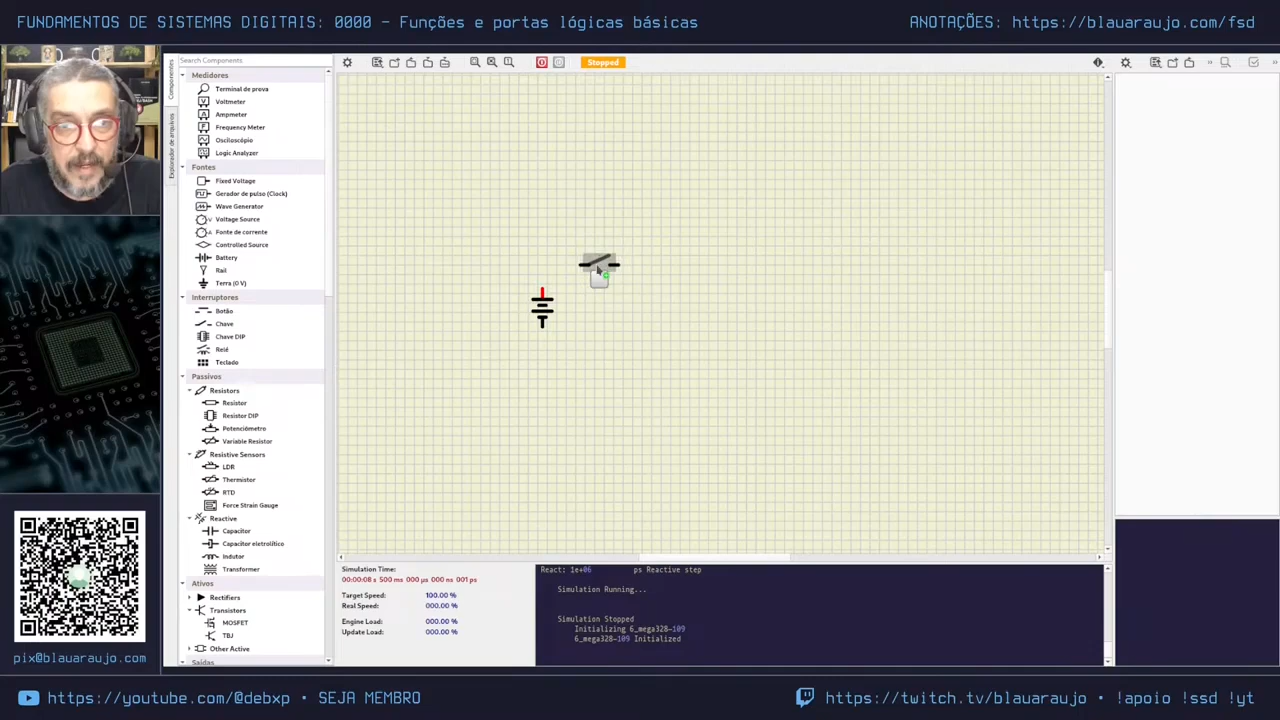 FUNDAMENTOS DE SISTEMAS DIGITAIS: 0000 - Funções e portas lógicas básicas
ANOTAÇÕES: https://blauaraujo.com/fsd
Componentes
Explorador de arquivos
Search Components
Stopped
Medidores
Terminal de prova
Voltmeter
Ampmeter
Frequency Meter
Osciloscópio
Logic Analyzer
Fontes
Fixed Voltage
Gerador de pulso (Clock)
Wave Generator
Voltage Source
Fonte de corrente
Controlled Source
Battery
Rail
Terra (0 V)
Interruptores
Botão
Chave
Chave DIP
Relé
Teclado
Passivos
Resistors
Resistor
Resistor DIP
Potenciômetro
Variable Resistor
Resistive Sensors
LDR
Thermistor
RTD
Force Strain Gauge
Reactive
Capacitor
Capacitor eletrolítico
Indutor
Transformer
Ativos
Rectifiers
Transistors
MOSFET
TBJ
Other Active
Saídas
Simulation Time:
00:00:08 s 500 ms 000 µs 000 ns 001 ps
Target Speed: 100.00 %
Real Speed: 000.00 %
Engine Load: 000.00 %
Update Load: 000.00 %
React: 1e+06 ps Reactive step
Simulation Running...
Simulation Stopped
Initializing 6_mega328-109
6_mega328-109 Initialized
pix@blauaraujo.com
https://youtube.com/@debxp • SEJA MEMBRO
https://twitch.tv/blauaraujo • !apoio !ssd !yt